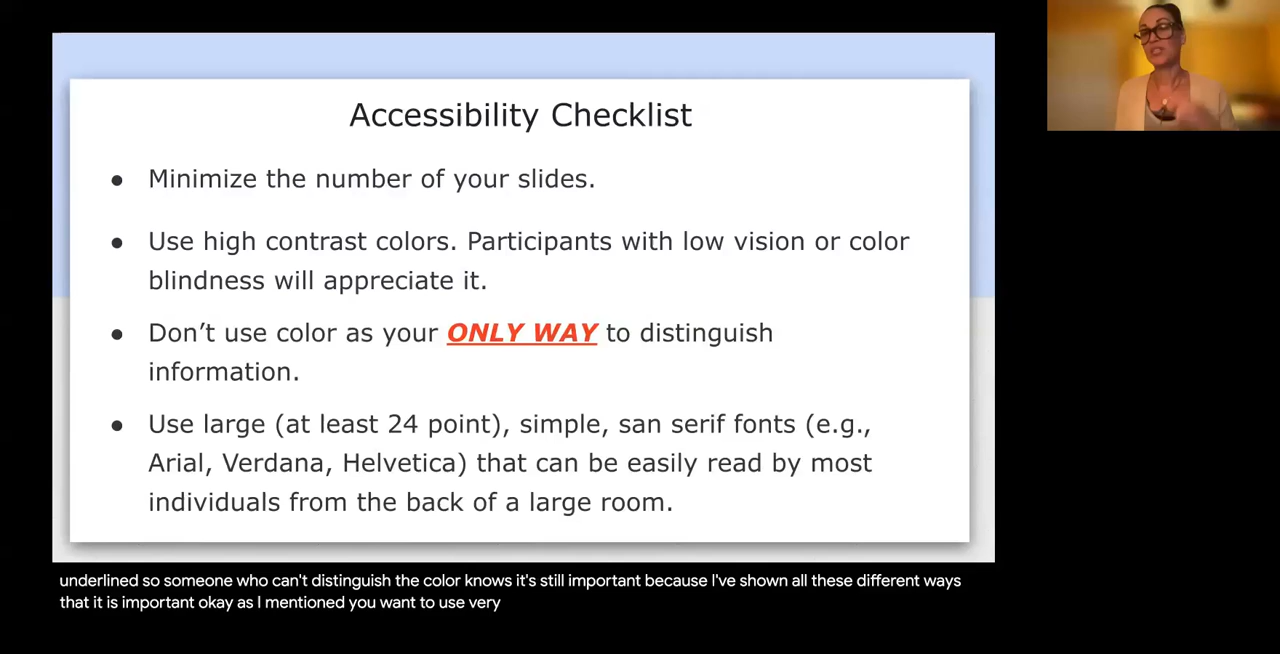 Accessibility Checklist
● Minimize the number of your slides.
● Use high contrast colors. Participants with low vision or color
blindness will appreciate it.
● Don’t use color as your ONLY WAY to distinguish
information.
● Use large (at least 24 point), simple, san serif fonts (e.g.,
Arial, Verdana, Helvetica) that can be easily read by most
individuals from the back of a large room.
underlined so someone who can't distinguish the color knows it's still important because I've shown all these different ways
that it is important okay as I mentioned you want to use very